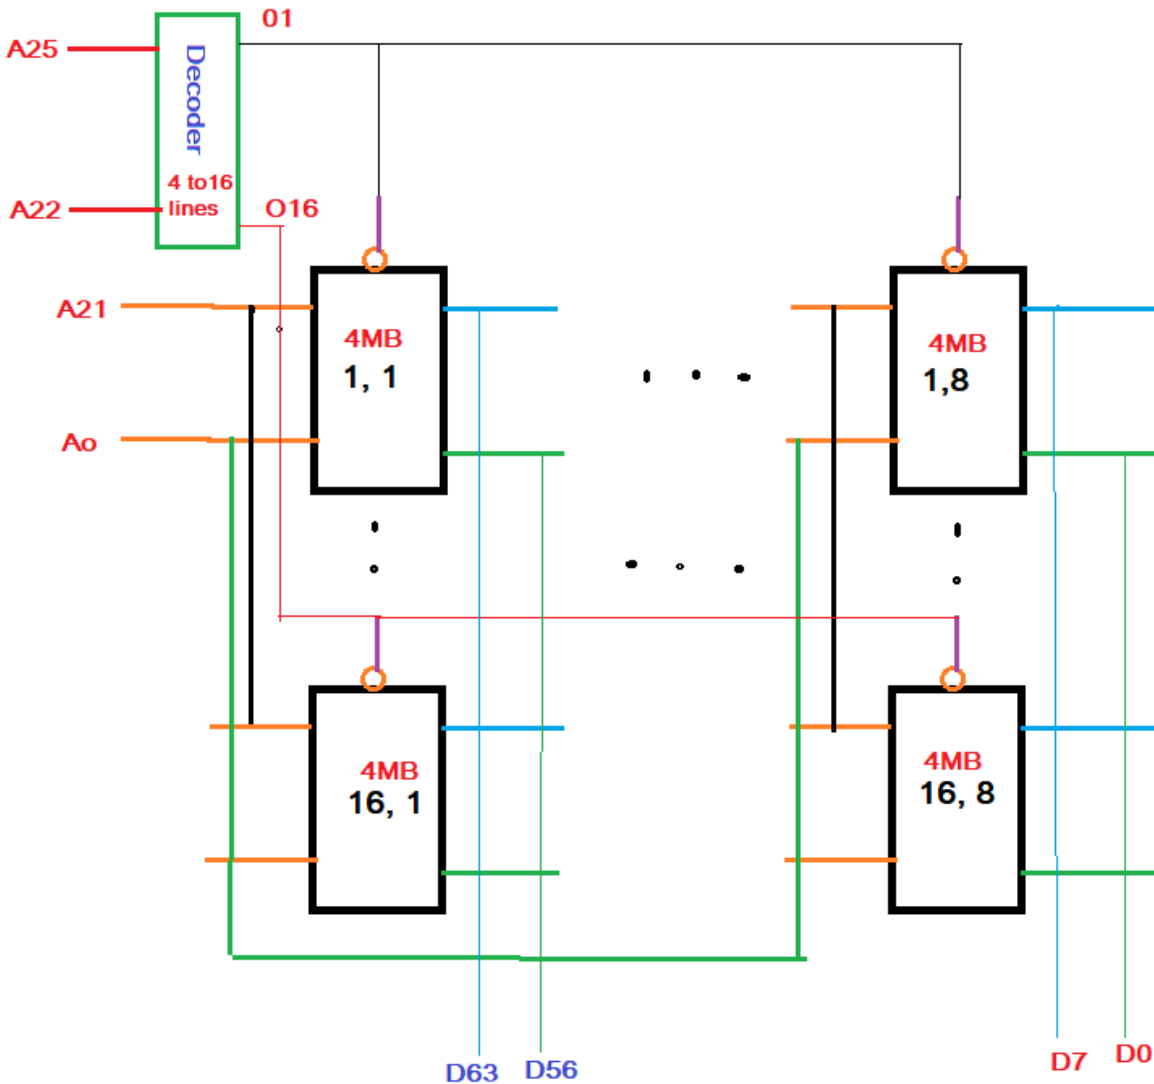 01
A25
Decoder
4 to16
lines
A22
O16
A21
4MB
1, 1
4MB
1,8
Ao
4MB
16, 1
4MB
16, 8
D63
D56
D7
D0